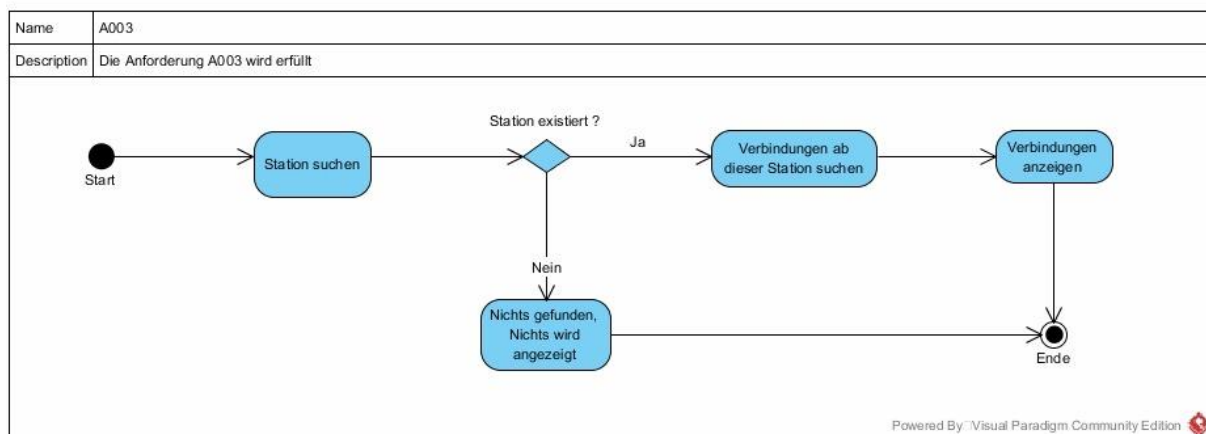 Name A003
Description Die Anforderung A003 wird erfüllt
Station existiert ?
Ja
Start
Station suchen
Verbindungen ab
dieser Station suchen
Verbindungen
anzeigen
Nein
Nichts gefunden,
Nichts wird
angezeigt
Ende
Powered By Visual Paradigm Community Edition